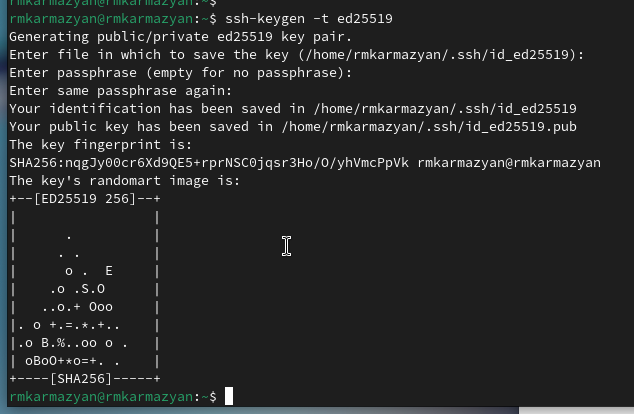 rmkarmazyan@rmkarmazyan:~$
rmkarmazyan@rmkarmazyan:~$ ssh-keygen -t ed25519
Generating public/private ed25519 key pair.
Enter file in which to save the key (/home/rmkarmazyan/.ssh/id_ed25519):
Enter passphrase (empty for no passphrase):
Enter same passphrase again:
Your identification has been saved in /home/rmkarmazyan/.ssh/id_ed25519
Your public key has been saved in /home/rmkarmazyan/.ssh/id_ed25519.pub
The key fingerprint is:
SHA256:nqgJy00cr6Xd9QE5+rprNSC0jqsr3Ho/O/yhVmcPpVk rmkarmazyan@rmkarmazyan
The key's randomart image is:
+--[ED25519 256]--+
|                 |
|      .          |
|     . .         |
|      o .  E     |
|    .o .S.O      |
|   ..o.+ Ooo     |
|. o +.=.*.+..    |
|.o B.%..oo o .   |
| oBoO+*o=+. .    |
+----[SHA256]-----+
rmkarmazyan@rmkarmazyan:~$